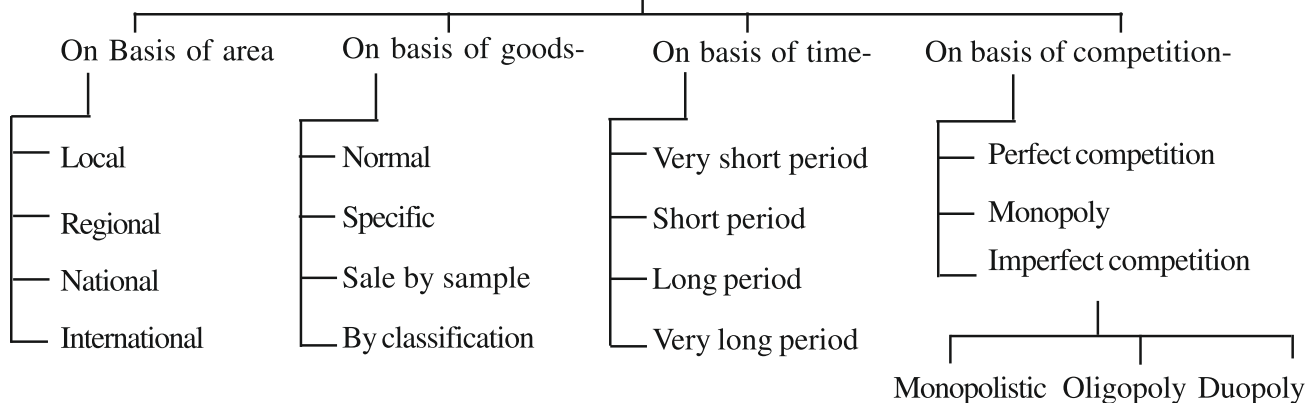 On Basis of area
Local
Regional
National
International
On basis of goods-
Normal
Specific
Sale by sample
By classification
On basis of time-
Very short period
Short period
Long period
Very long period
On basis of competition-
Perfect competition
Monopoly
Imperfect competition
Monopolistic Oligopoly Duopoly